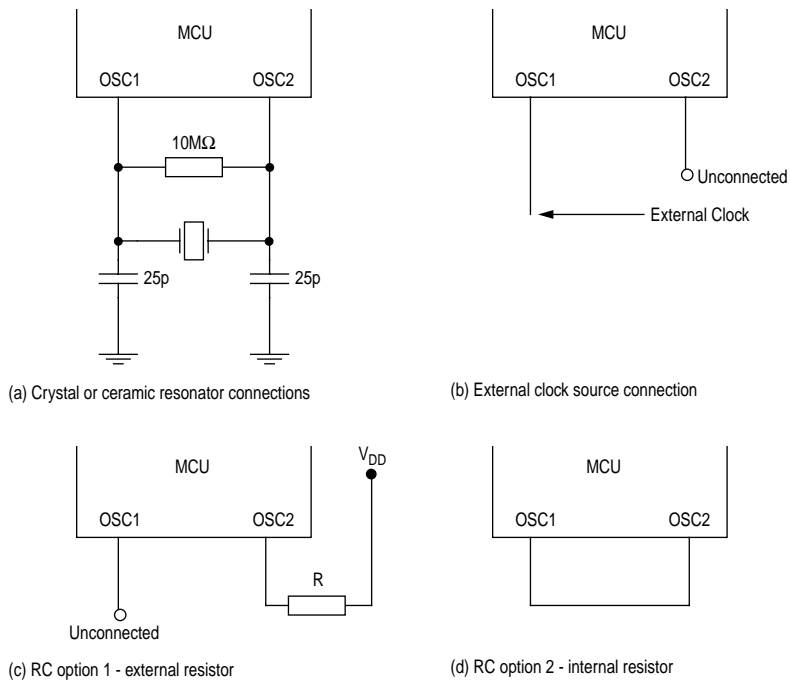 MCU
OSC1 OSC2
10MΩ
25p 25p
(a) Crystal or ceramic resonator connections
MCU
OSC1 OSC2
Unconnected
External Clock
(b) External clock source connection
MCU
OSC1 OSC2
VDD
R
Unconnected
(c) RC option 1 - external resistor
MCU
OSC1 OSC2
(d) RC option 2 - internal resistor